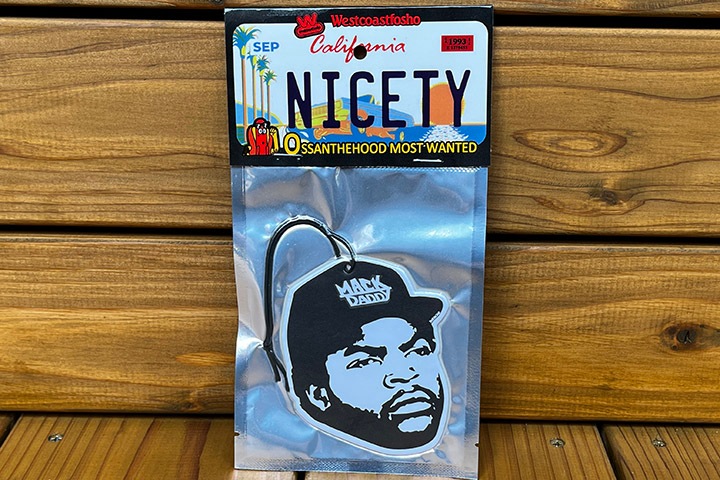 Westcoastfosho
California
SEP
1993
NICETY
OSSANTHEHOOD MOST WANTED
MACK
DADDY